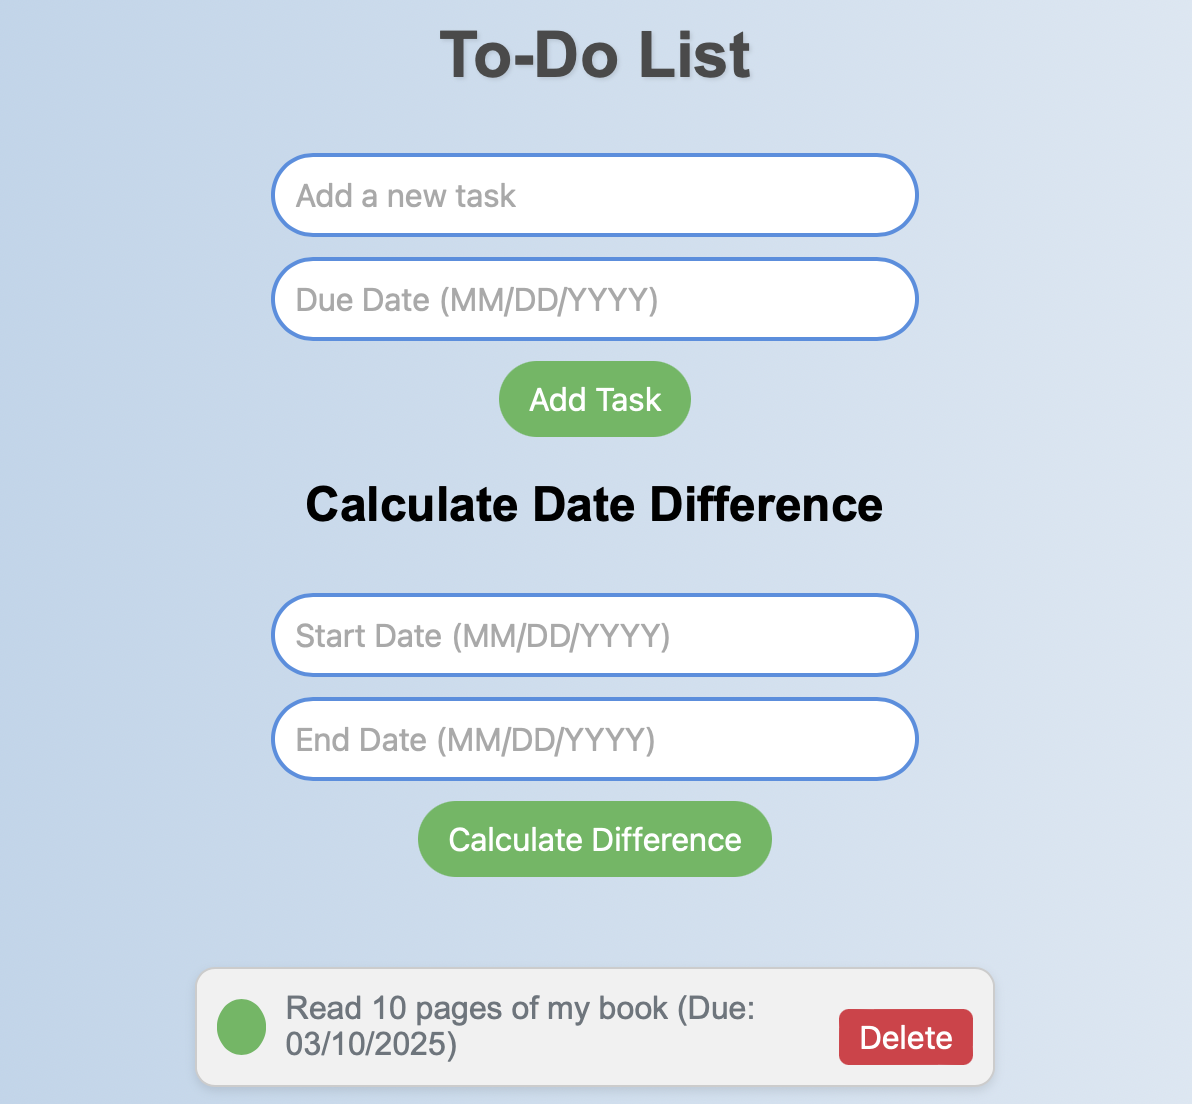 To-Do List
Add a new task
Due Date (MM/DD/YYYY)
Add Task
Calculate Date Difference
Start Date (MM/DD/YYYY)
End Date (MM/DD/YYYY)
Calculate Difference
Read 10 pages of my book (Due:
03/10/2025)
Delete